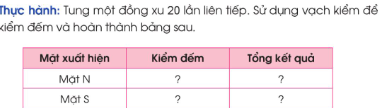 Thực hành: Tung một đồng xu 20 lần liên tiếp. Sử dụng vạch kiểm để
kiểm đếm và hoàn thành bảng sau.
Mặt xuất hiện Kiểm đếm Tổng kết quả
Mặt N ? ?
Mặt S ? ?